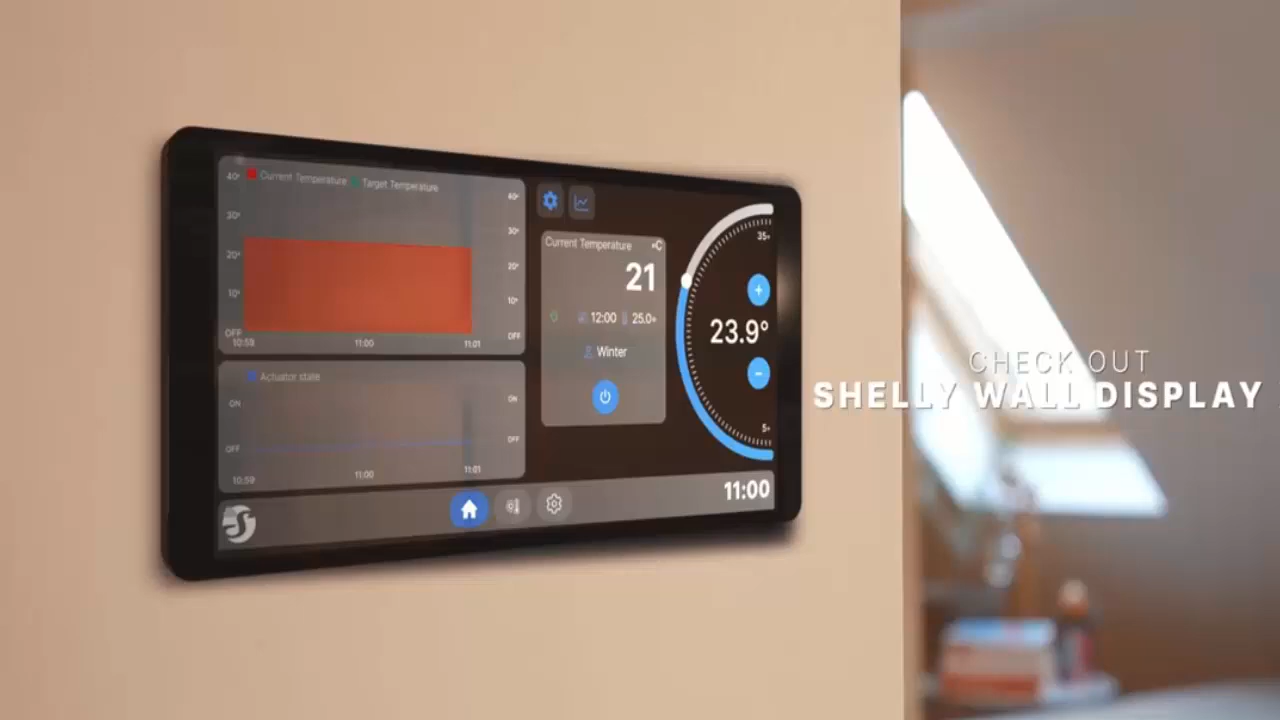 40°
Current Temperature
Target Temperature
40°
30°
30°
20°
20°
10°
10°
OFF
OFF
10:59
11:00
11:01
Actuator state
ON
ON
OFF
OFF
10:59
11:00
11:01
Current Temperature
°C
21
12:00
25.0°
Winter
35°
+
23.9°
-
5°
11:00
CHECK OUT
SHELLY WALL DISPLAY